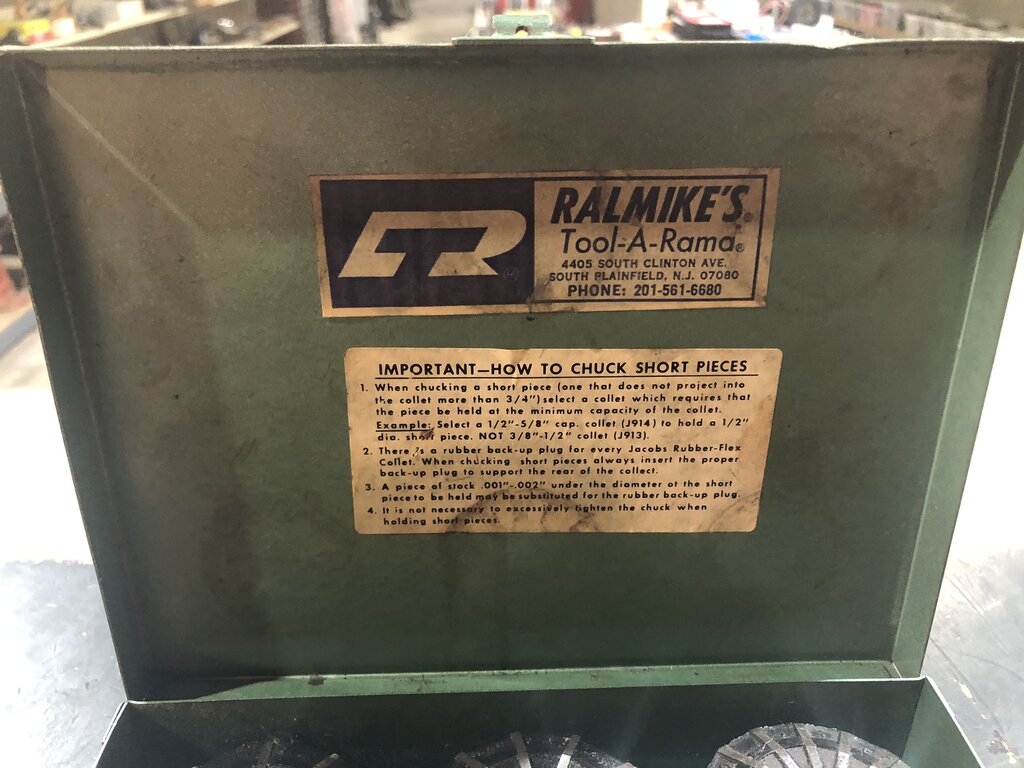 RALMIKE'S®
Tool-A-Rama®
4405 SOUTH CLINTON AVE.
SOUTH PLAINFIELD, N.J. 07080
PHONE: 201-561-6680
IMPORTANT—HOW TO CHUCK SHORT PIECES
1. When chucking a short piece (one that does not project into
the collet more than 3/4") select a collet which requires that
the piece be held at the minimum capacity of the collet.
Example: Select a 1/2"-5/8" cap. collet (J914) to hold a 1/2"
dia. short piece. NOT 3/8"-1/2" collet (J913).
2. There is a rubber back-up plug for every Jacobs Rubber-Flex
Collet. When chucking short pieces always insert the proper
back-up plug to support the rear of the collect.
3. A piece of stock .001"-.002" under the diameter ot the short
piece to be held may be substituted for the rubber back-up plug.
4. It is not necessary to excessively tighten the chuck when
holding short pieces.